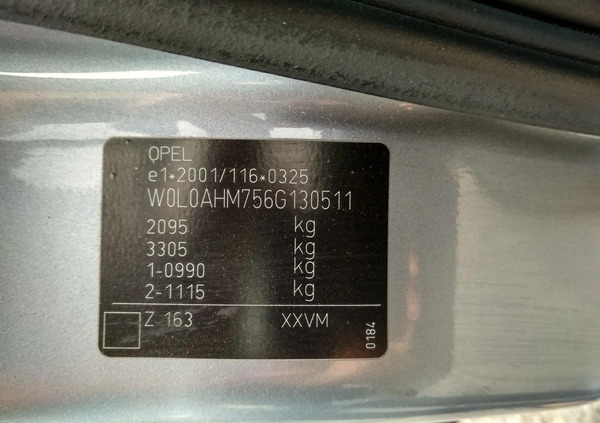 OPEL
e1*2001/116*0325
W0L0AHM756G130511
2095 kg
3305 kg
1-0990 kg
2-1115 kg
Z 163 XXVM
0184